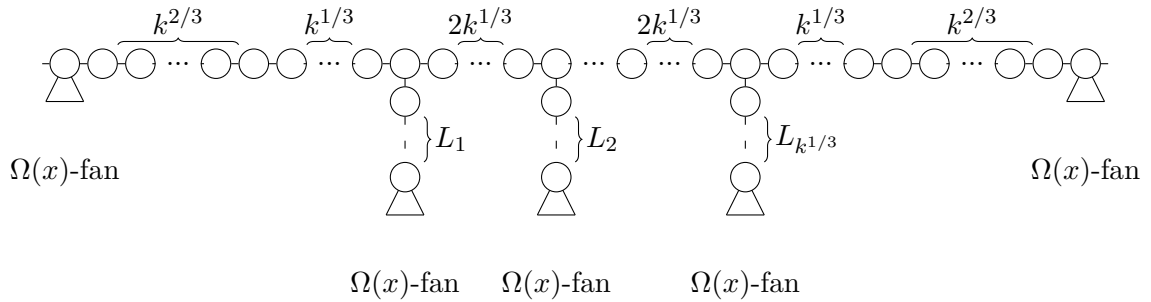 k^{2/3} k^{1/3} 2k^{1/3} 2k^{1/3} k^{1/3} k^{2/3}
... ... ... ... ... ... ...
L_1 L_2 L_{k^{1/3}}
Ω(x)-fan Ω(x)-fan
Ω(x)-fan Ω(x)-fan Ω(x)-fan